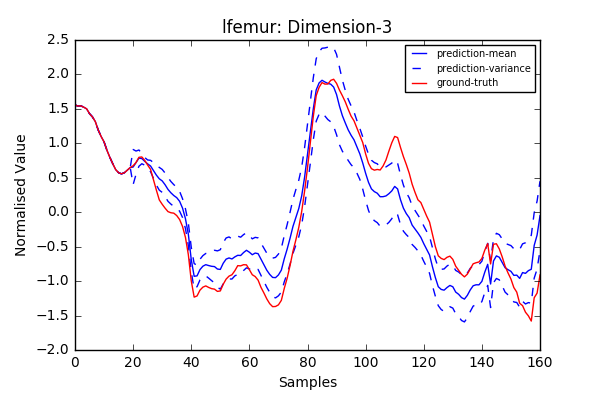 lfemur: Dimension-3
prediction-mean
prediction-variance
ground-truth
Normalised Value
2.5
2.0
1.5
1.0
0.5
0.0
−0.5
−1.0
−1.5
−2.0
0 20 40 60 80 100 120 140 160
Samples